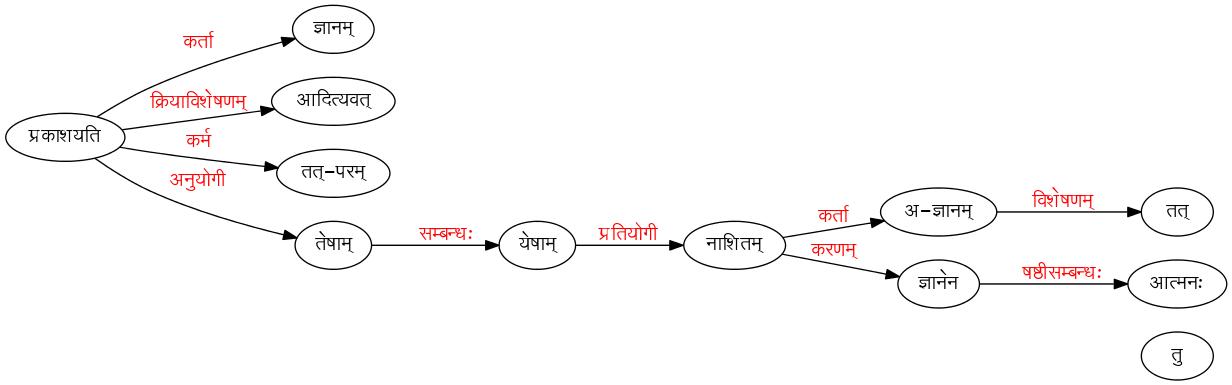 ज्ञानम्
कर्ता
क्रियाविशेषणम्
आदित्यवत्
प्रकाशयति
कर्म
तत्-परम्
अनुयोगी
तेषाम्
सम्बन्धः
येषाम्
प्रतियोगी
नाशितम्
कर्ता
अ-ज्ञानम्
विशेषणम्
तत्
करणम्
ज्ञानेन
षष्ठीसम्बन्धः
आत्मनः
तु